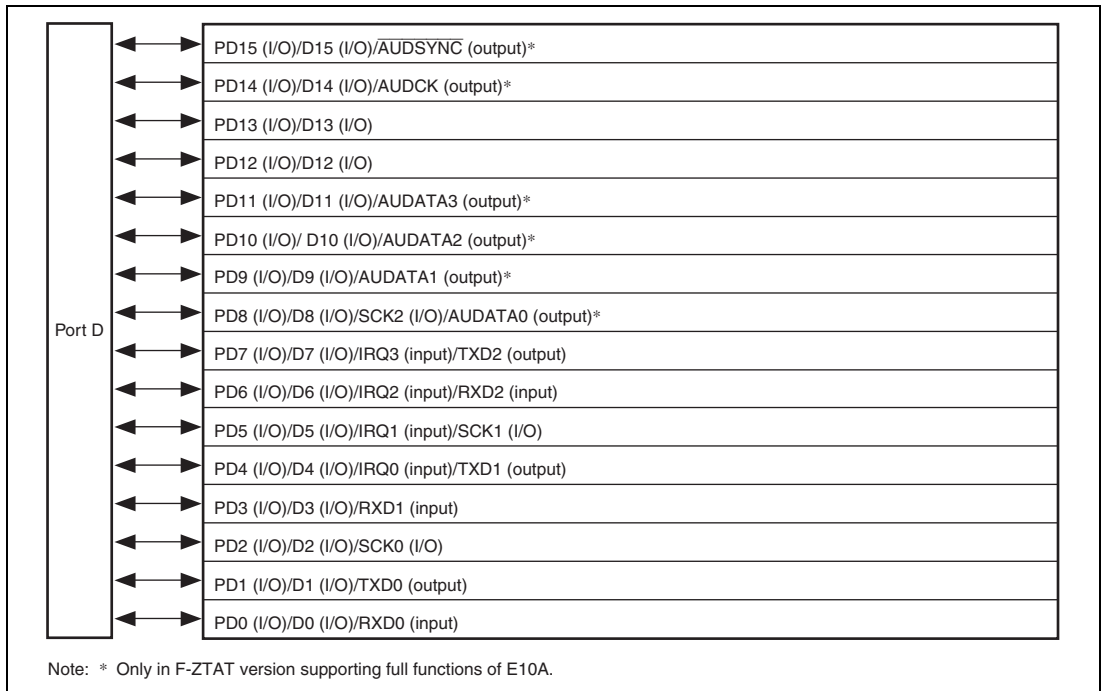 PD15 (I/O)/D15 (I/O)/A̅U̅D̅S̅Y̅N̅C̅ (output)*
PD14 (I/O)/D14 (I/O)/AUDCK (output)*
PD13 (I/O)/D13 (I/O)
PD12 (I/O)/D12 (I/O)
PD11 (I/O)/D11 (I/O)/AUDATA3 (output)*
PD10 (I/O)/ D10 (I/O)/AUDATA2 (output)*
PD9 (I/O)/D9 (I/O)/AUDATA1 (output)*
PD8 (I/O)/D8 (I/O)/SCK2 (I/O)/AUDATA0 (output)*
Port D
PD7 (I/O)/D7 (I/O)/IRQ3 (input)/TXD2 (output)
PD6 (I/O)/D6 (I/O)/IRQ2 (input)/RXD2 (input)
PD5 (I/O)/D5 (I/O)/IRQ1 (input)/SCK1 (I/O)
PD4 (I/O)/D4 (I/O)/IRQ0 (input)/TXD1 (output)
PD3 (I/O)/D3 (I/O)/RXD1 (input)
PD2 (I/O)/D2 (I/O)/SCK0 (I/O)
PD1 (I/O)/D1 (I/O)/TXD0 (output)
PD0 (I/O)/D0 (I/O)/RXD0 (input)
Note: * Only in F-ZTAT version supporting full functions of E10A.